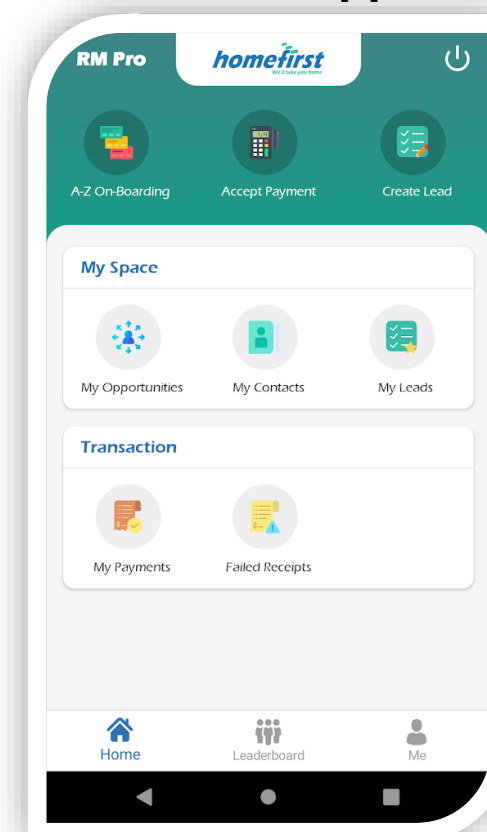 RM Pro
homefirst
We'll take you home
A-Z On-Boarding Accept Payment Create Lead
My Space
My Opportunities My Contacts My Leads
Transaction
My Payments Failed Receipts
Home Leaderboard Me